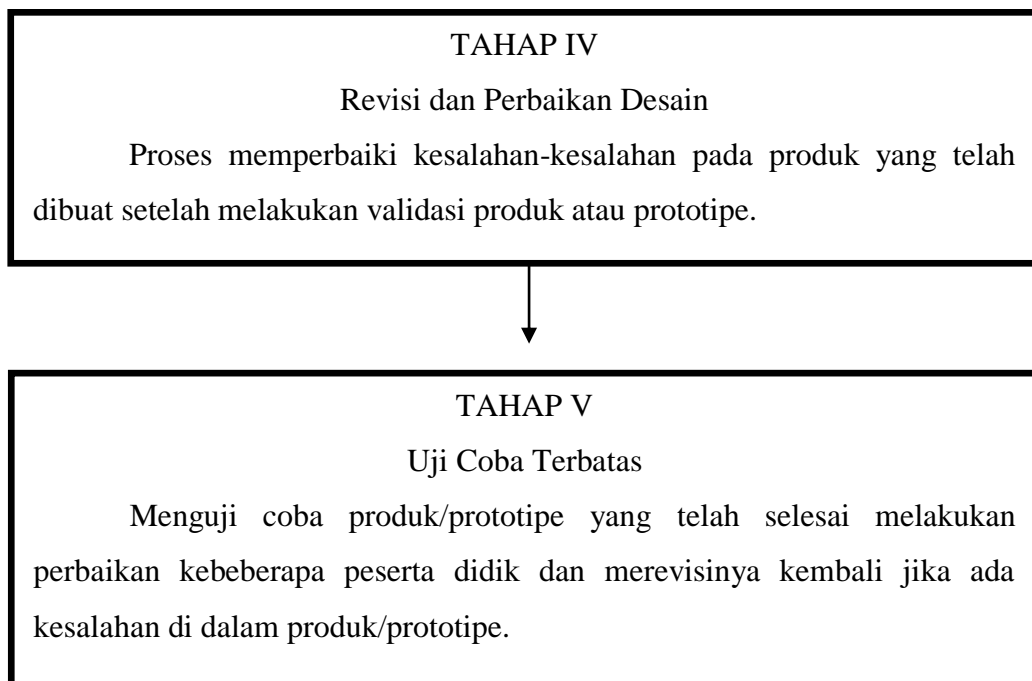 TAHAP IV
Revisi dan Perbaikan Desain
Proses memperbaiki kesalahan-kesalahan pada produk yang telah
dibuat setelah melakukan validasi produk atau prototipe.
TAHAP V
Uji Coba Terbatas
Menguji coba produk/prototipe yang telah selesai melakukan
perbaikan kebeberapa peserta didik dan merevisinya kembali jika ada
kesalahan di dalam produk/prototipe.